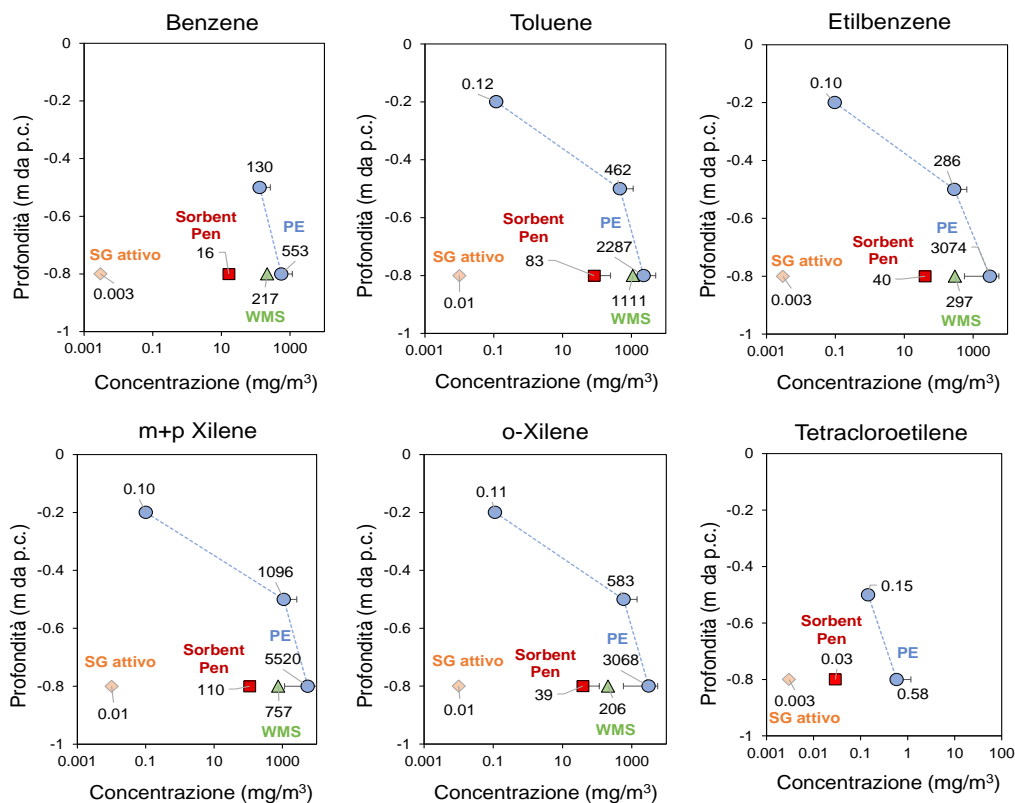 Benzene
0
-0.2
-0.4
-0.6
-0.8
-1
Profondità (m da p.c.)
130
PE
553
Sorbent
Pen
16
SG attivo
0.003
217
WMS
0.001
0.1
10
1000
Concentrazione (mg/m³)
Toluene
0
-0.2
-0.4
-0.6
-0.8
-1
Profondità (m da p.c.)
0.12
462
PE
2287
Sorbent
Pen
83
SG attivo
0.01
1111
WMS
0.001
0.1
10
1000
Concentrazione (mg/m³)
Etilbenzene
0
-0.2
-0.4
-0.6
-0.8
-1
Profondità (m da p.c.)
0.10
286
PE
3074
Sorbent
Pen
40
SG attivo
0.003
297
WMS
0.001
0.1
10
1000
Concentrazione (mg/m³)
m+p Xilene
0
-0.2
-0.4
-0.6
-0.8
-1
Profondità (m da p.c.)
0.10
1096
PE
5520
Sorbent
Pen
110
SG attivo
0.01
757
WMS
0.001
0.1
10
1000
Concentrazione (mg/m³)
o-Xilene
0
-0.2
-0.4
-0.6
-0.8
-1
Profondità (m da p.c.)
0.11
583
PE
3068
Sorbent
Pen
39
SG attivo
0.01
206
WMS
0.001
0.1
10
1000
Concentrazione (mg/m³)
Tetracloroetilene
0
-0.2
-0.4
-0.6
-0.8
-1
Profondità (m da p.c.)
0.15
Sorbent
Pen
0.03
PE
0.58
0.003
SG attivo
0.001
0.01
0.1
1
10
100
Concentrazione (mg/m³)